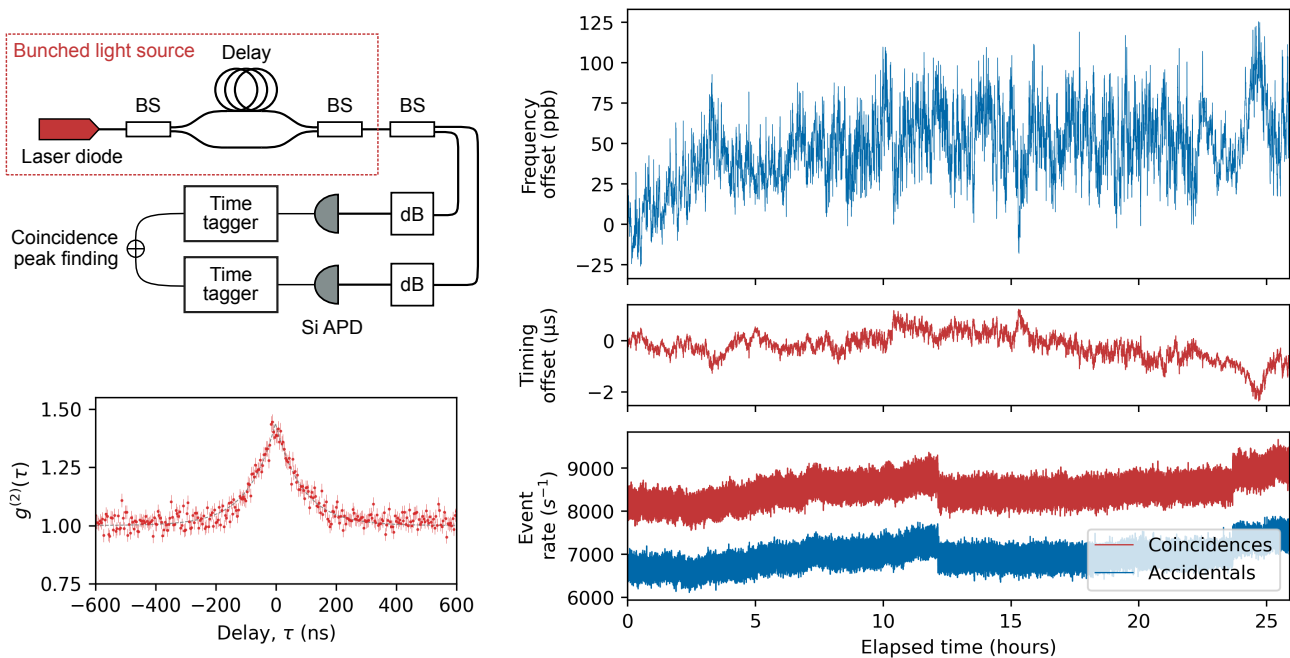 Bunched light source
Delay
BS
BS
BS
Laser diode
Time
tagger
dB
Coincidence
peak finding
Time
tagger
dB
Si APD
1.50
1.25
1.00
0.75
g⁽²⁾(τ)
−600
−400
−200
0
200
400
600
Delay, τ (ns)
Frequency
offset (ppb)
125
100
75
50
25
0
−25
Timing
offset (μs)
0
−2
Event
rate (s⁻¹)
9000
8000
7000
6000
Coincidences
Accidentals
0
5
10
15
20
25
Elapsed time (hours)